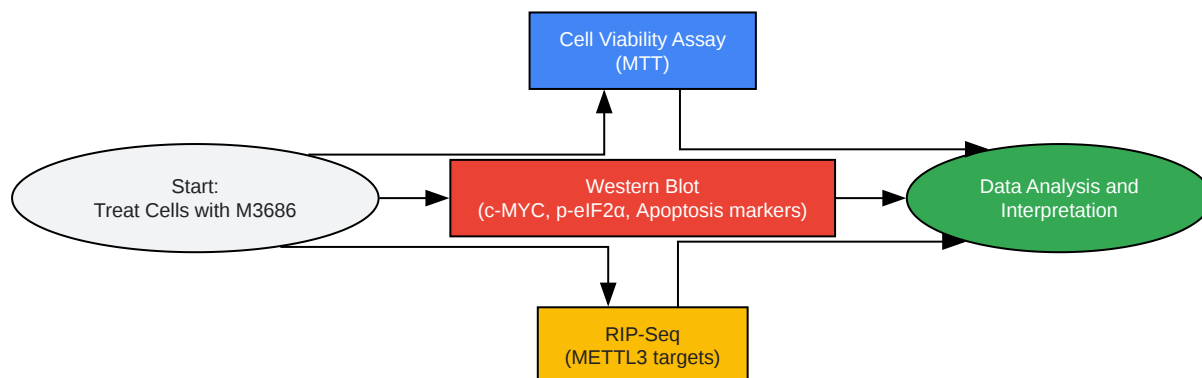 Cell Viability Assay
(MTT)
Start:
Treat Cells with M3686
Western Blot
(c-MYC, p-eIF2α, Apoptosis markers)
Data Analysis and
Interpretation
RIP-Seq
(METTL3 targets)